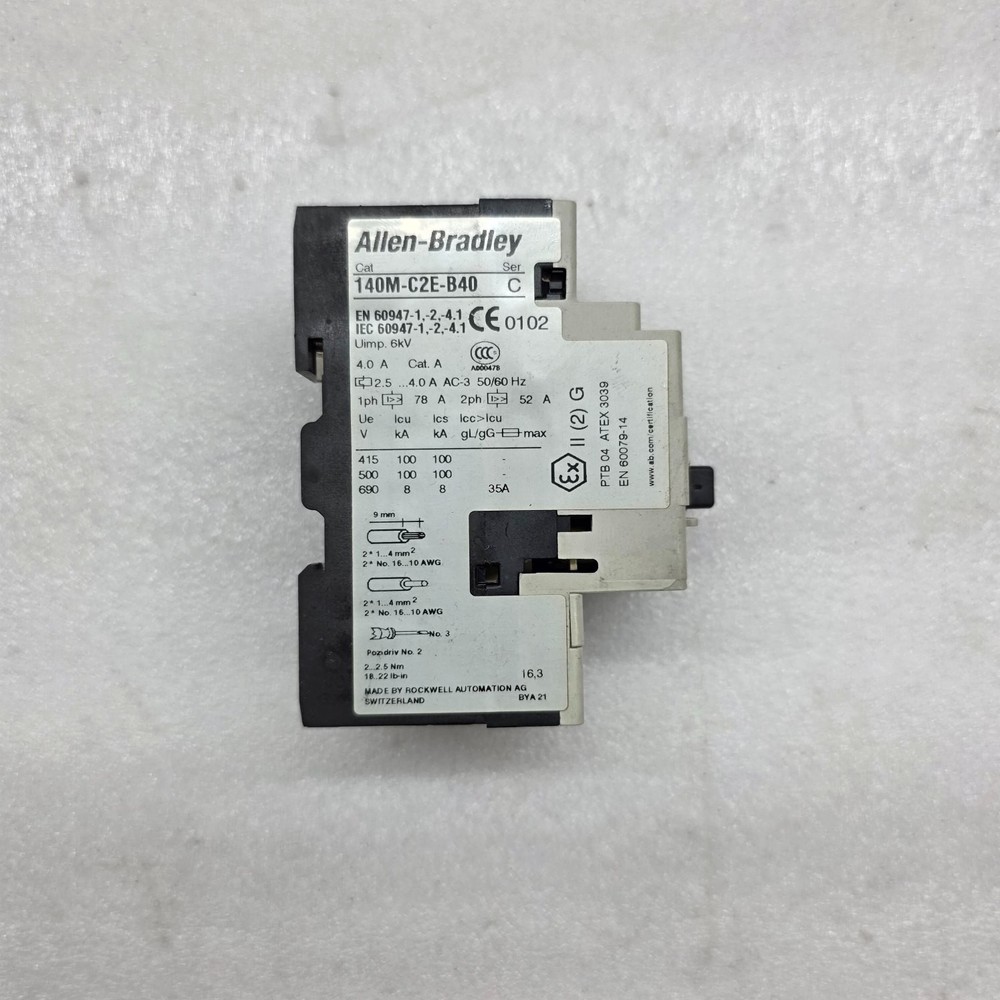 Allen-Bradley
Cat Ser
140M-C2E-B40 C
EN 60947-1,-2,-4.1
IEC 60947-1,-2,-4.1
CE 0102
Uimp. 6kV
CCC
A000478
4.0 A Cat. A
2.5 ...4.0 A AC-3 50/60 Hz
1ph I>> 78 A 2ph I>> 52 A
Ue Icu Ics Icc>Icu
V kA kA gL/gG max
415 100 100 -
500 100 100 -
690 8 8 35A
9 mm
2* 1...4 mm²
2* No. 16...10 AWG
2* 1...4 mm²
2* No. 16...10 AWG
No. 3
Pozidriv No. 2
2...2.5 Nm
18..22 lb-in
16,3
MADE BY ROCKWELL AUTOMATION AG
SWITZERLAND BYA 21
Ex II (2) G
PTB 04 ATEX 3039
EN 60079-14
www.ab.com/certification